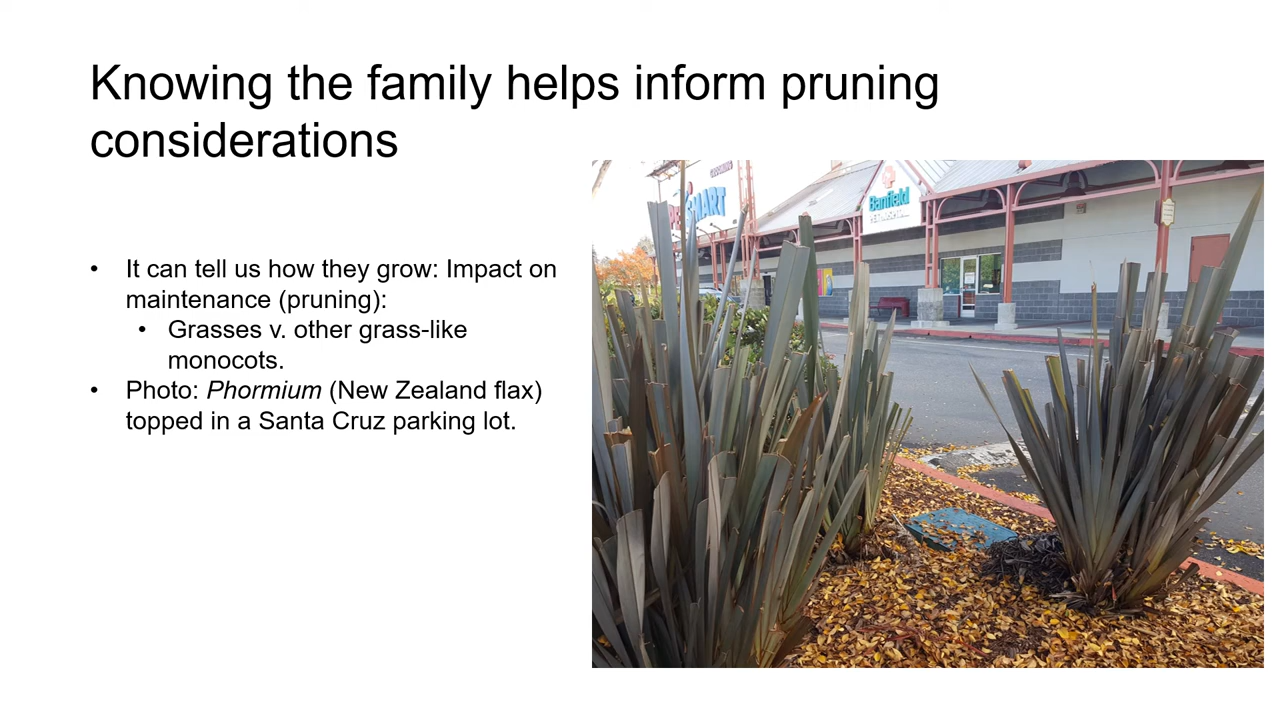 Knowing the family helps inform pruning
considerations
• It can tell us how they grow: Impact on
maintenance (pruning):
• Grasses v. other grass-like
monocots.
• Photo: Phormium (New Zealand flax)
topped in a Santa Cruz parking lot.
GROOMING
SMART
Banfield